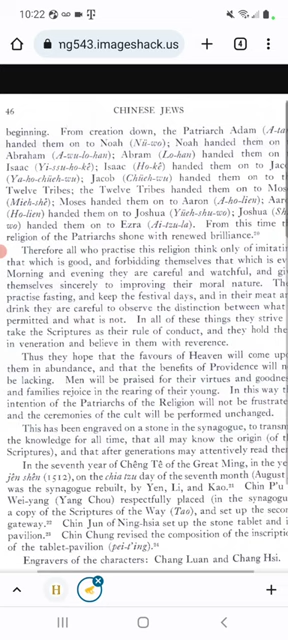 10:22
ng543.imageshack.us
4
46 CHINESE JEWS
beginning. From creation down, the Patriarch Adam (A-ta
handed them on to Noah (Nü-wo); Noah handed them on
Abraham (A-wu-lo-han); Abram (Lo-han) handed them on
Isaac (Yi-ssu-ho-kê); Isaac (Ho-kê) handed them on to Jac
(Ya-ho-chüeh-wu); Jacob (Chüeh-wu) handed them on to th
Twelve Tribes; the Twelve Tribes handed them on to Mos
(Mieh-shê); Moses handed them on to Aaron (A-ho-lien); Aar
(Ho-lien) handed them on to Joshua (Yüeh-shu-wo); Joshua (Sh
wo) handed them on to Ezra (Ai-tzu-la). From this time th
religion of the Patriarchs shone with renewed brilliance.
Therefore all who practise this religion think only of imitati
that which is good, and forbidding themselves that which is ev
Morning and evening they are careful and watchful, and gi
themselves sincerely to improving their moral nature. Th
practise fasting, and keep the festival days, and in their meat a
drink they are careful to observe the distinction between what
permitted and what is not. In all of these things they strive
take the Scriptures as their rule of conduct, and they hold the
in veneration and believe in them with reverence.
Thus they hope that the favours of Heaven will come up
them in abundance, and that the benefits of Providence will n
be lacking. Men will be praised for their virtues and goodne
and families rejoice in the rearing of their young. In this way t
intention of the Patriarchs of the Religion will not be frustrate
and the ceremonies of the cult will be performed unchanged.
This has been engraved on a stone in the synagogue, to transm
the knowledge for all time, that all may know the origin (of t
Scriptures), and that after generations may attentively read ther
In the seventh year of Chêng Tê of the Great Ming, in the ye
jên shên (1512), on the chia tzu day of the seventh month (August
was the synagogue rebuilt, by Yen, Li, and Kao. Chin P'u
Wei-yang (Yang Chou) respectfully placed (in the synagogu
a copy of the Scriptures of the Way (Tao), and set up the secon
gateway. Chin Jun of Ning-hsia set up the stone tablet and i
pavilion. Chin Chung revised the composition of the inscriptio
of the tablet-pavilion (pei-t'ing).
Engravers of the characters: Chang Luan and Chang Hsi.
H